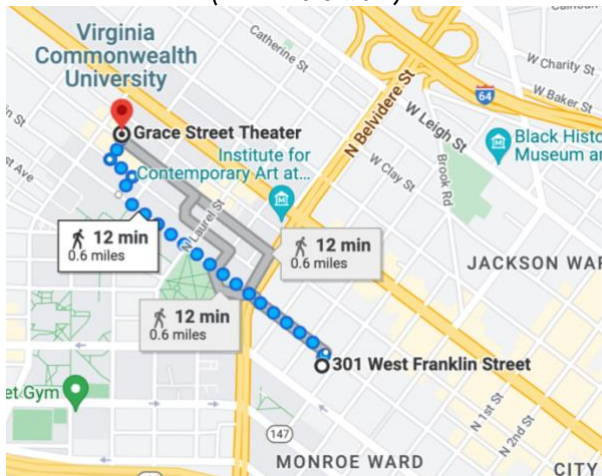 Virginia
Commonwealth
University
Catherine St
W Charity St
W Baker St
64
W Leigh St
N Belvidere St
Grace Street Theater
Institute for
Contemporary Art at...
Black Histo
Museum an
W Clay St
Brook Rd
N Laurel St
12 min
0.6 miles
12 min
0.6 miles
JACKSON WAR
12 min
0.6 miles
301 West Franklin Street
et Gym
N 1st St
N 2nd St
147
MONROE WARD
CITY